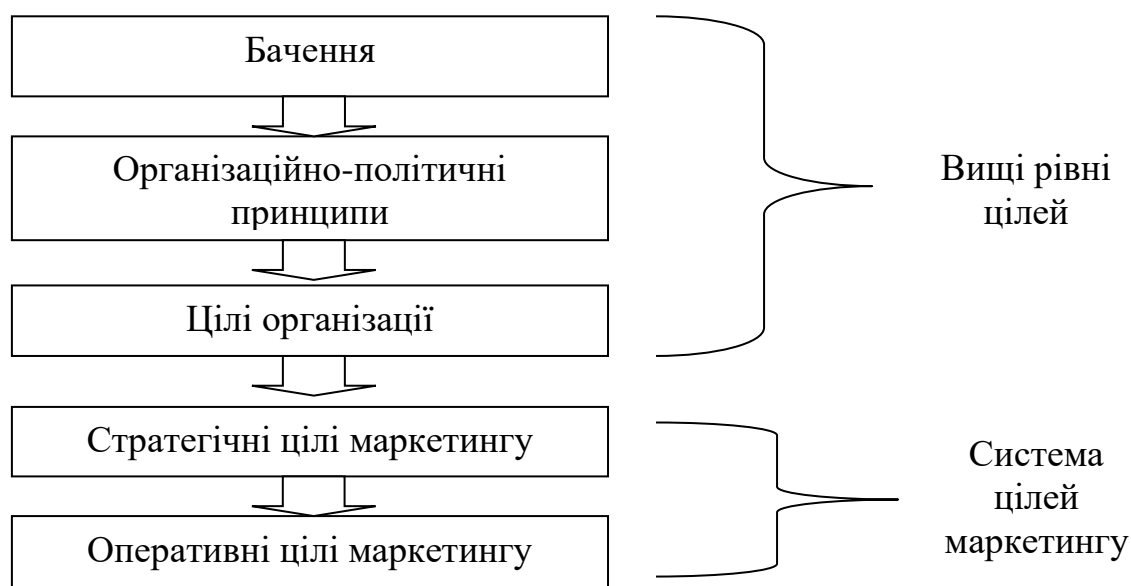 Бачення
Організаційно-політичні
принципи
Цілі організації
Стратегічні цілі маркетингу
Оперативні цілі маркетингу
Вищі рівні
цілей
Система
цілей
маркетингу